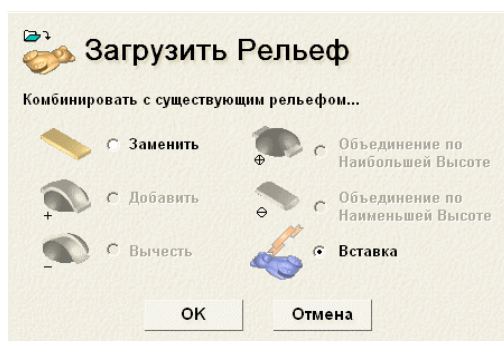 Загрузить Рельеф
Комбинировать с существующим рельефом...
Заменить
Добавить
Вычесть
Объединение по
Наибольшей Высоте
Объединение по
Наименьшей Высоте
Вставка
OK
Отмена